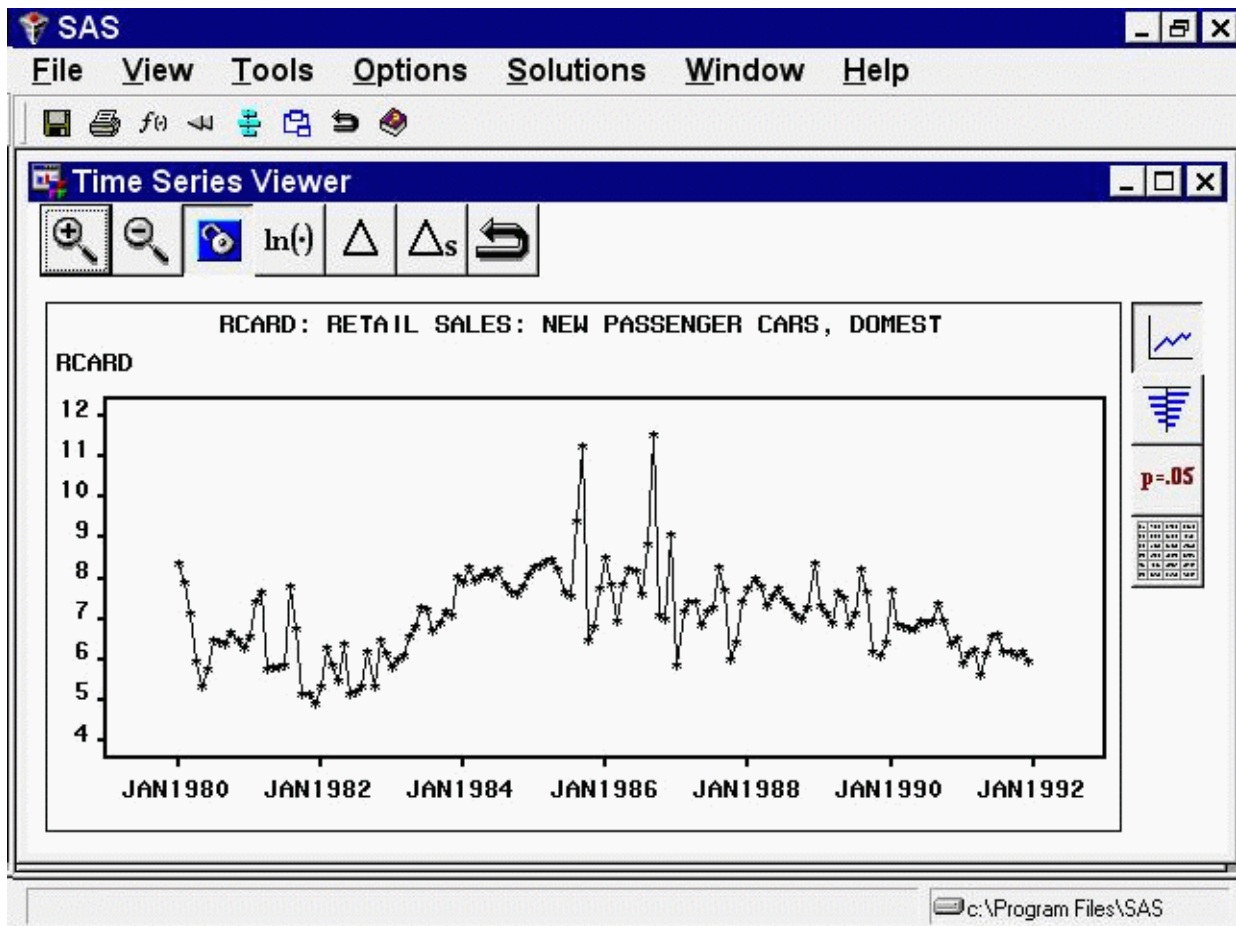 SAS
File View Tools Options Solutions Window Help
f(·)
Time Series Viewer
ln(·) Δ Δs
RCARD: RETAIL SALES: NEW PASSENGER CARS, DOMEST
RCARD
12
11
10
9
8
7
6
5
4
JAN1980 JAN1982 JAN1984 JAN1986 JAN1988 JAN1990 JAN1992
p=.05
c:\Program Files\SAS